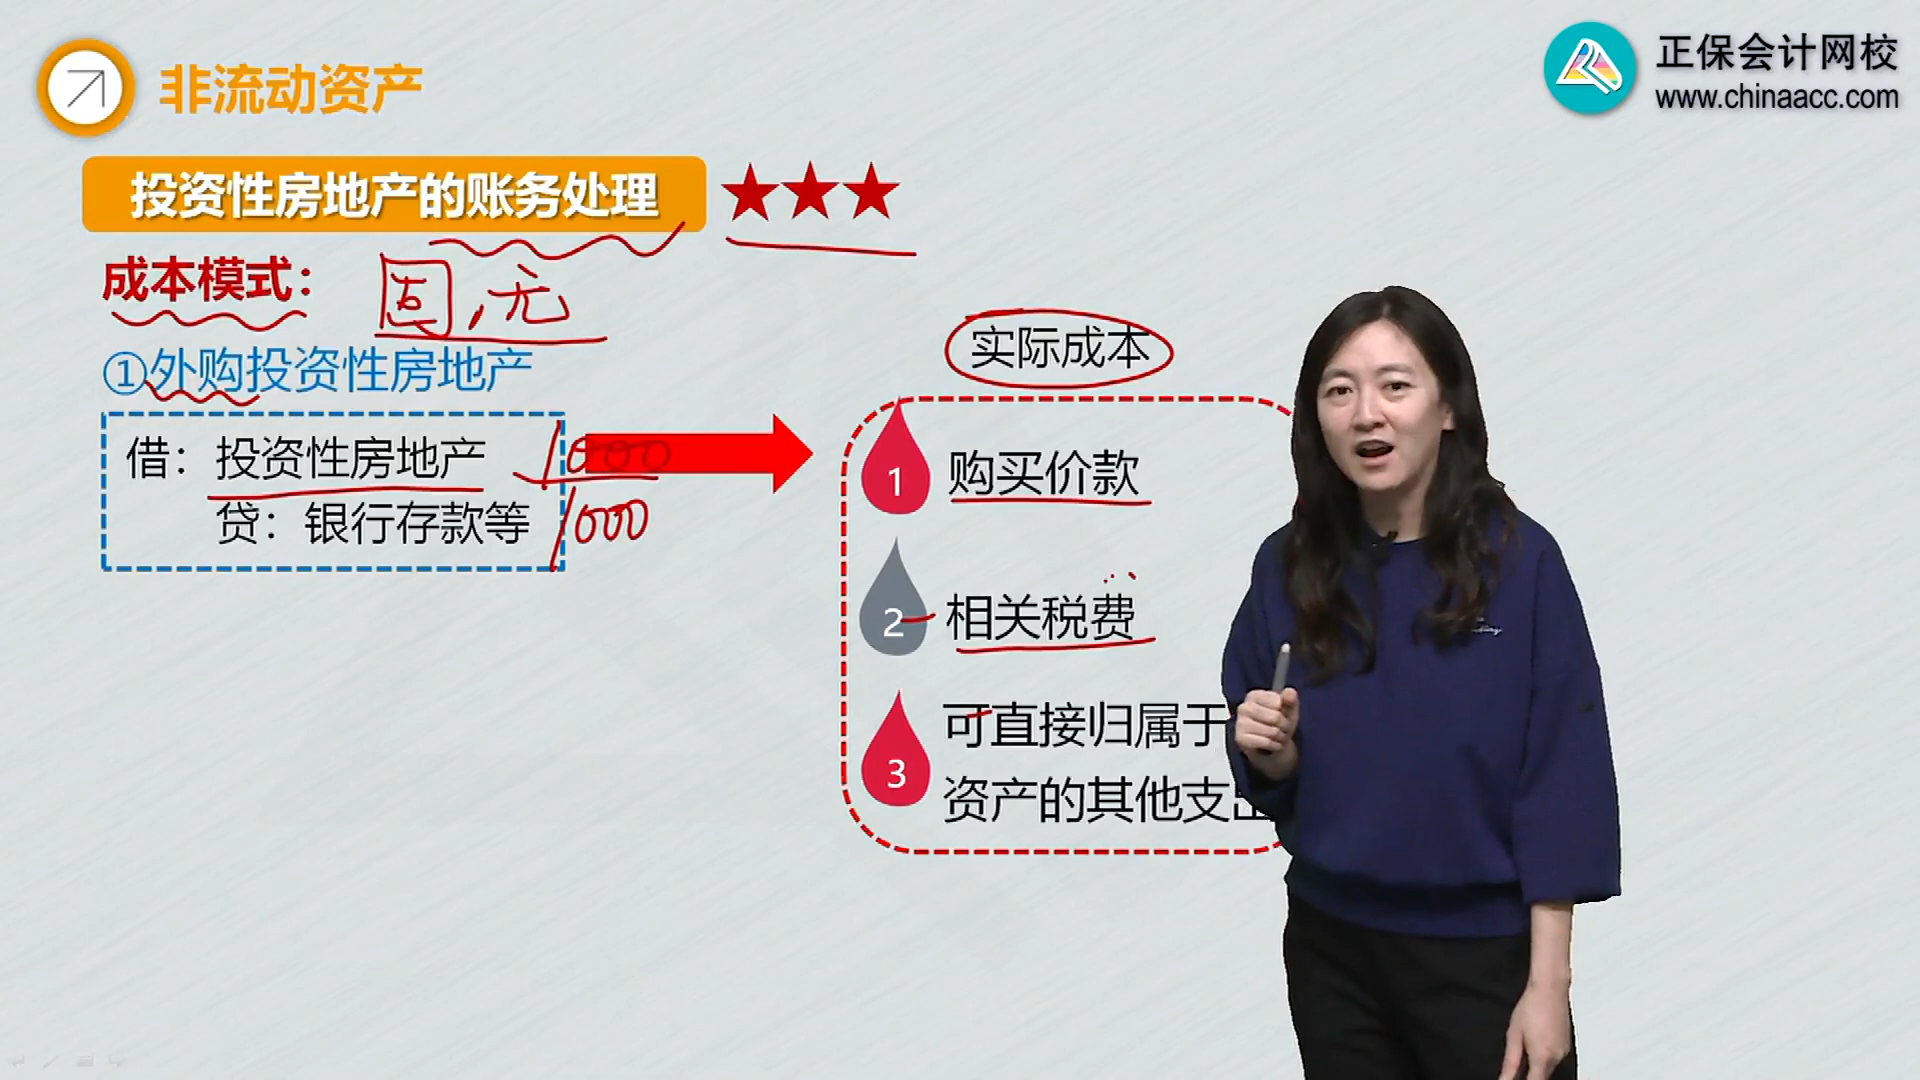 非流动资产
正保会计网校
www.chinaacc.com
投资性房地产的账务处理
成本模式：
固，无
①外购投资性房地产
借：投资性房地产 1000
贷：银行存款等 1000
实际成本
1 购买价款
2 相关税费
3 可直接归属于
资产的其他支出